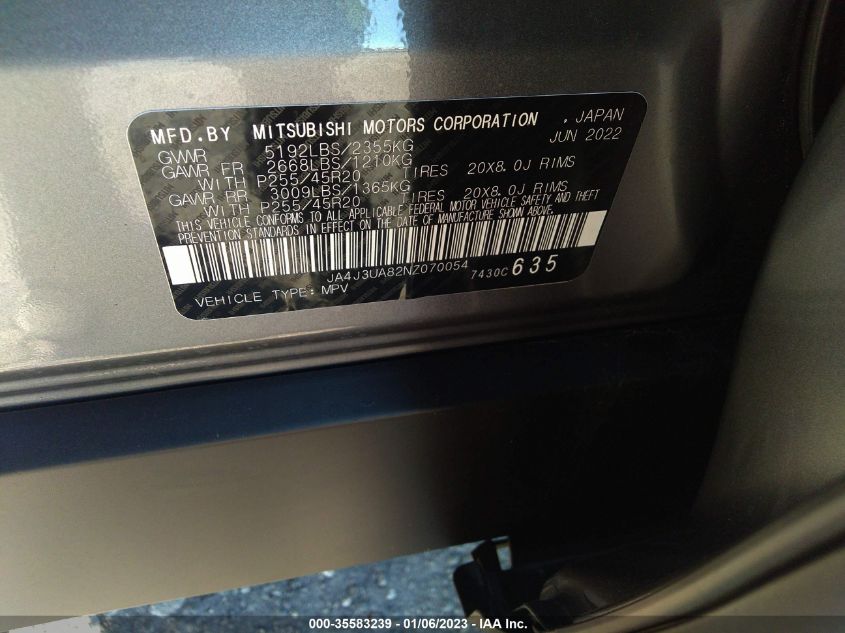 MFD.BY MITSUBISHI MOTORS CORPORATION , JAPAN
GVWR 5192LBS/2355KG JUN 2022
GAWR FR 2668LBS/1210KG
WITH P255/45R20 TIRES 20X8.0J RIMS
GAWR RR 3009LBS/1365KG
WITH P255/45R20 TIRES 20X8.0J RIMS
THIS VEHICLE CONFORMS TO ALL APPLICABLE FEDERAL MOTOR VEHICLE SAFETY AND THEFT
PREVENTION STANDARDS IN EFFECT ON THE DATE OF MANUFACTURE SHOWN ABOVE.
JA4J3UA82NZ070054 7430C 635
VEHICLE TYPE: MPV
000-35583239 - 01/06/2023 - IAA Inc.